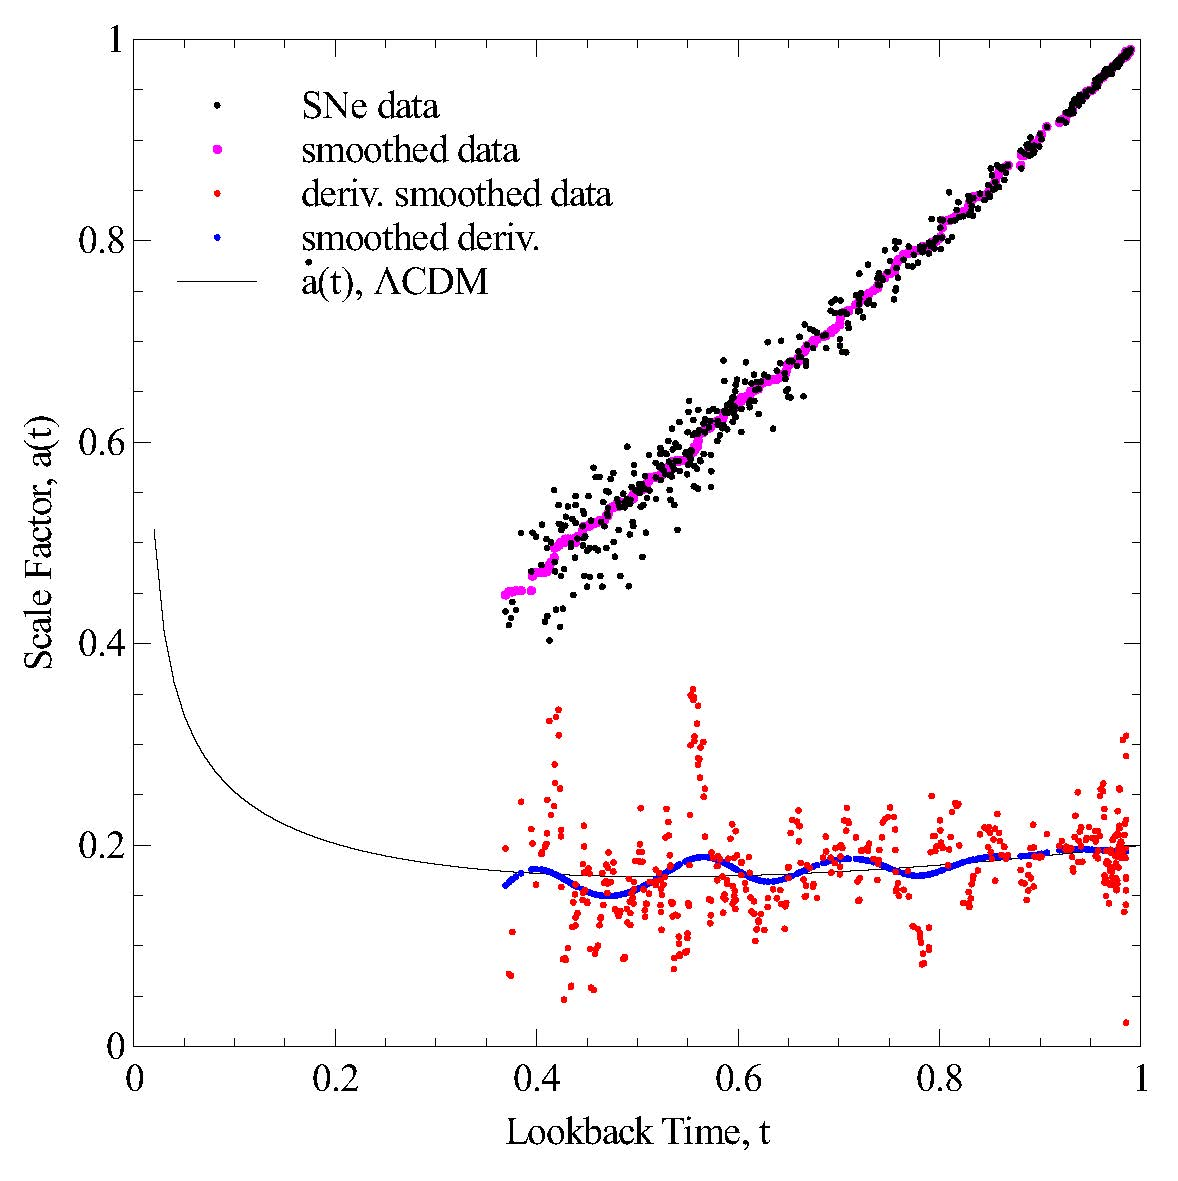 1
SNe data
smoothed data
deriv. smoothed data
smoothed deriv.
ȧ(t), ΛCDM
0.8
0.6
0.4
0.2
0
Scale Factor, a(t)
0 0.2 0.4 0.6 0.8 1
Lookback Time, t